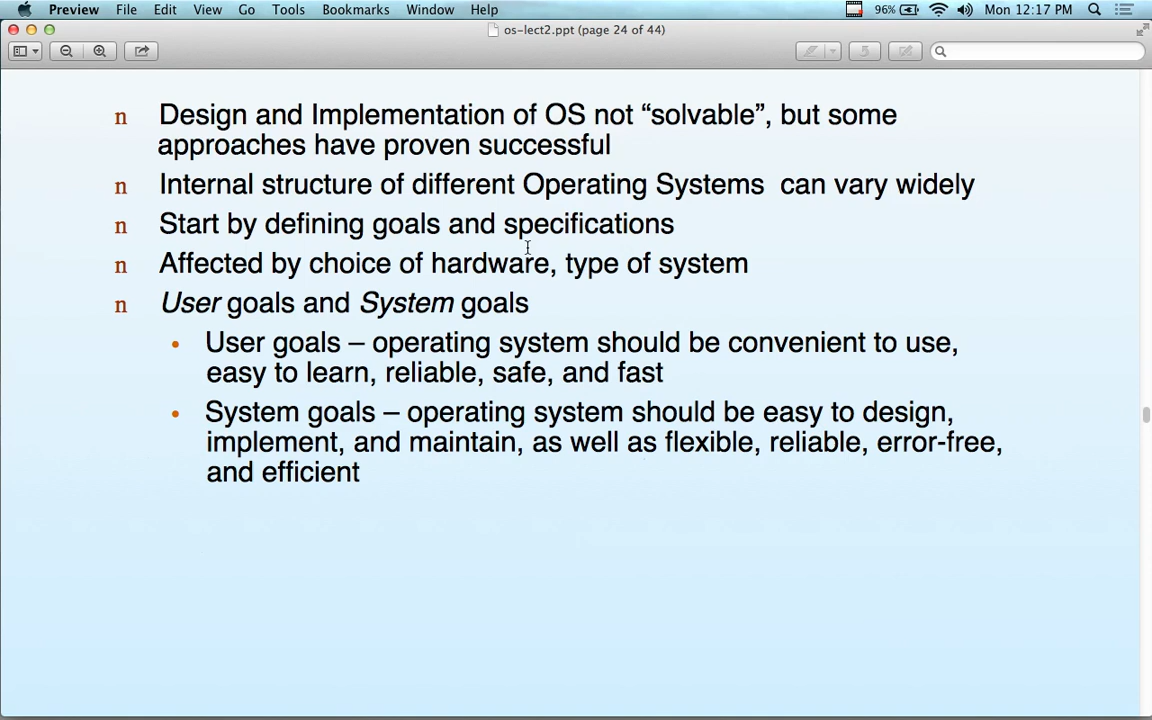 Preview File Edit View Go Tools Bookmarks Window Help 96% Mon 12:17 PM
os-lect2.ppt (page 24 of 44)
n Design and Implementation of OS not “solvable”, but some
approaches have proven successful
n Internal structure of different Operating Systems can vary widely
n Start by defining goals and specifications
n Affected by choice of hardware, type of system
n User goals and System goals
• User goals – operating system should be convenient to use,
easy to learn, reliable, safe, and fast
• System goals – operating system should be easy to design,
implement, and maintain, as well as flexible, reliable, error-free,
and efficient